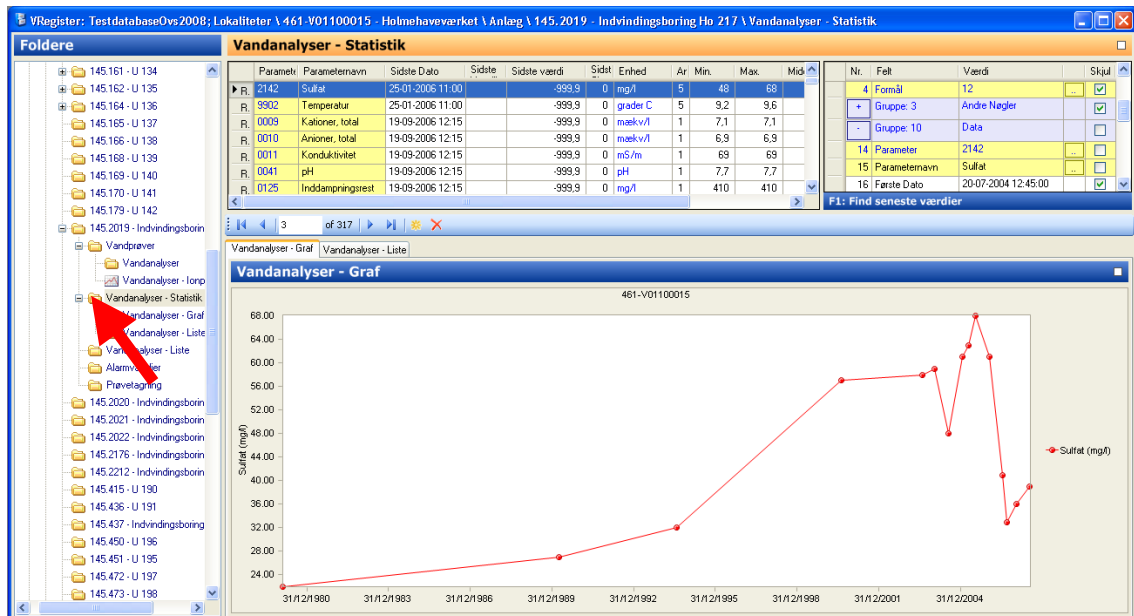 VRegister: TestdatabaseOvs2008; Lokaliteter \ 461-V01100015 - Holmehaveværket \ Anlæg \ 145.2019 - Indvindingsboring Ho 217 \ Vandanalyser - Statistik
Foldere
145.161 - U 134
145.162 - U 135
145.164 - U 136
145.165 - U 137
145.166 - U 138
145.168 - U 139
145.169 - U 140
145.170 - U 141
145.179 - U 142
145.2019 - Indvindingsborin
Vandprøver
Vandanalyser
Vandanalyser - Ionp
Vandanalyser - Statistik
Vandanalyser - Graf
Vandanalyser - Liste
Vandanalyser - Liste
Prøvetagning
145.2020 - Indvindingsborin
145.2021 - Indvindingsborin
145.2022 - Indvindingsborin
145.2176 - Indvindingsborin
145.2212 - Indvindingsborin
145.415 - U 190
145.436 - U 191
145.437 - Indvindingsboring
145.450 - U 196
145.451 - U 195
145.472 - U 197
145.473 - U 198
Vandanalyser - Statistik
Paramete Parameternavn Sidste Dato Sidste Sidste værdi Sidst Enhed Ar Min. Max. Mid
R. 2142 Sulfat 25-01-2006 11:00 -999,9 0 mg/l 5 48 68
R. 9902 Temperatur 25-01-2006 11:00 -999,9 0 grader C 5 9,2 9,6
R. 0009 Kationer, total 19-09-2006 12:15 -999,9 0 mækv/l 1 7,1 7,1
R. 0010 Anioner, total 19-09-2006 12:15 -999,9 0 mækv/l 1 6,9 6,9
R. 0011 Konduktivitet 19-09-2006 12:15 -999,9 0 mS/m 1 69 69
R. 0041 pH 19-09-2006 12:15 -999,9 0 pH 1 7,7 7,7
R. 0125 Inddampningsrest 19-09-2006 12:15 -999,9 0 mg/l 1 410 410
Nr. Felt Værdi Skjul
4 Formål 12 ..
+ Gruppe: 3 Andre Nøgler
- Gruppe: 10 Data
14 Parameter 2142 ..
15 Parameternavn Sulfat ..
16 Første Dato 20-07-2004 12:45:00
F1: Find seneste værdier
3 of 317
Vandanalyser - Graf Vandanalyser - Liste
Vandanalyser - Graf
461-V01100015
68.00
64.00
60.00
56.00
52.00
48.00
44.00
40.00
36.00
32.00
28.00
24.00
Sulfat (mg/l)
Sulfat (mg/l)
31/12/1980 31/12/1983 31/12/1986 31/12/1989 31/12/1992 31/12/1995 31/12/1998 31/12/2001 31/12/2004